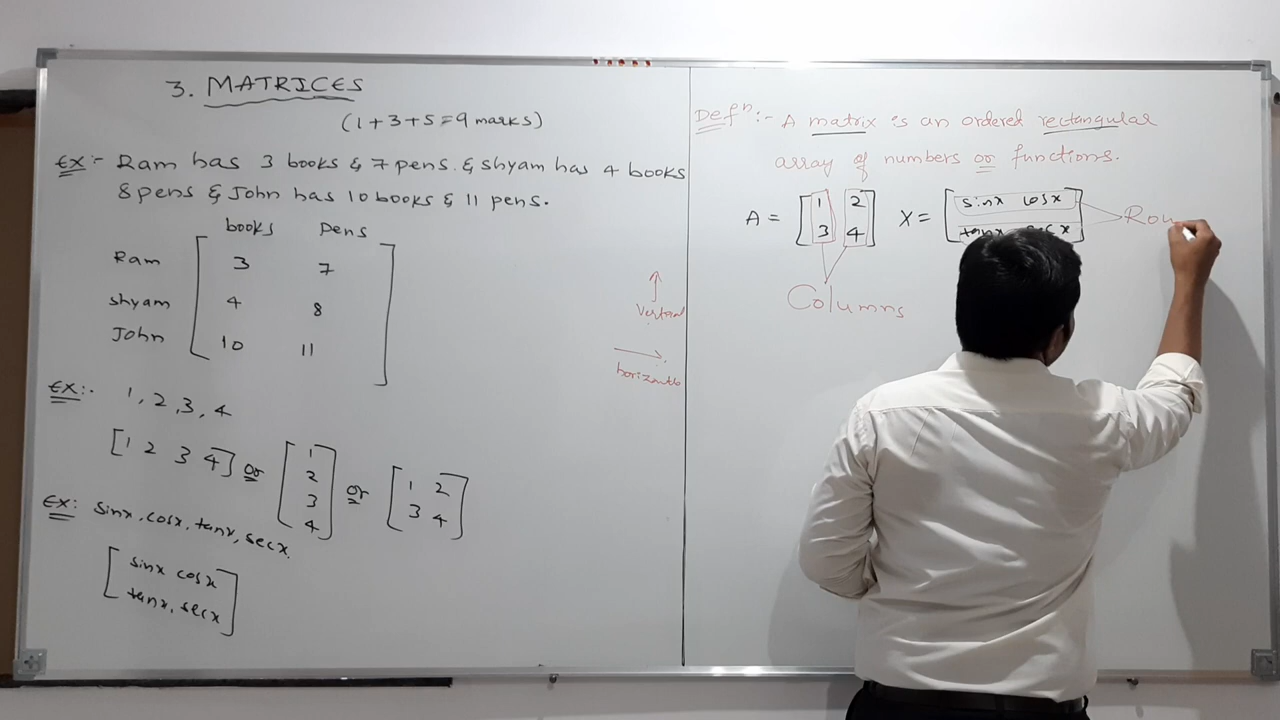 3. MATRICES
(1+3+5=9 marks)
Ex:- Ram has 3 books & 7 pens. & shyam has 4 books
8 pens & John has 10 books & 11 pens.
books pens
Ram 3 7
shyam 4 8
John 10 11
Ex:- 1, 2, 3, 4
[1 2 3 4] or [1 2 3 4] or [1 2
3 4]
Ex: sinx, cosx, tanx, secx.
[sinx cosx
tanx, secx]
Vertical
horizontal
Defⁿ:- A matrix is an ordered rectangular
array of numbers or functions.
A = [1 2
3 4] X = [sinx cosx
tanx x]
Columns
Row